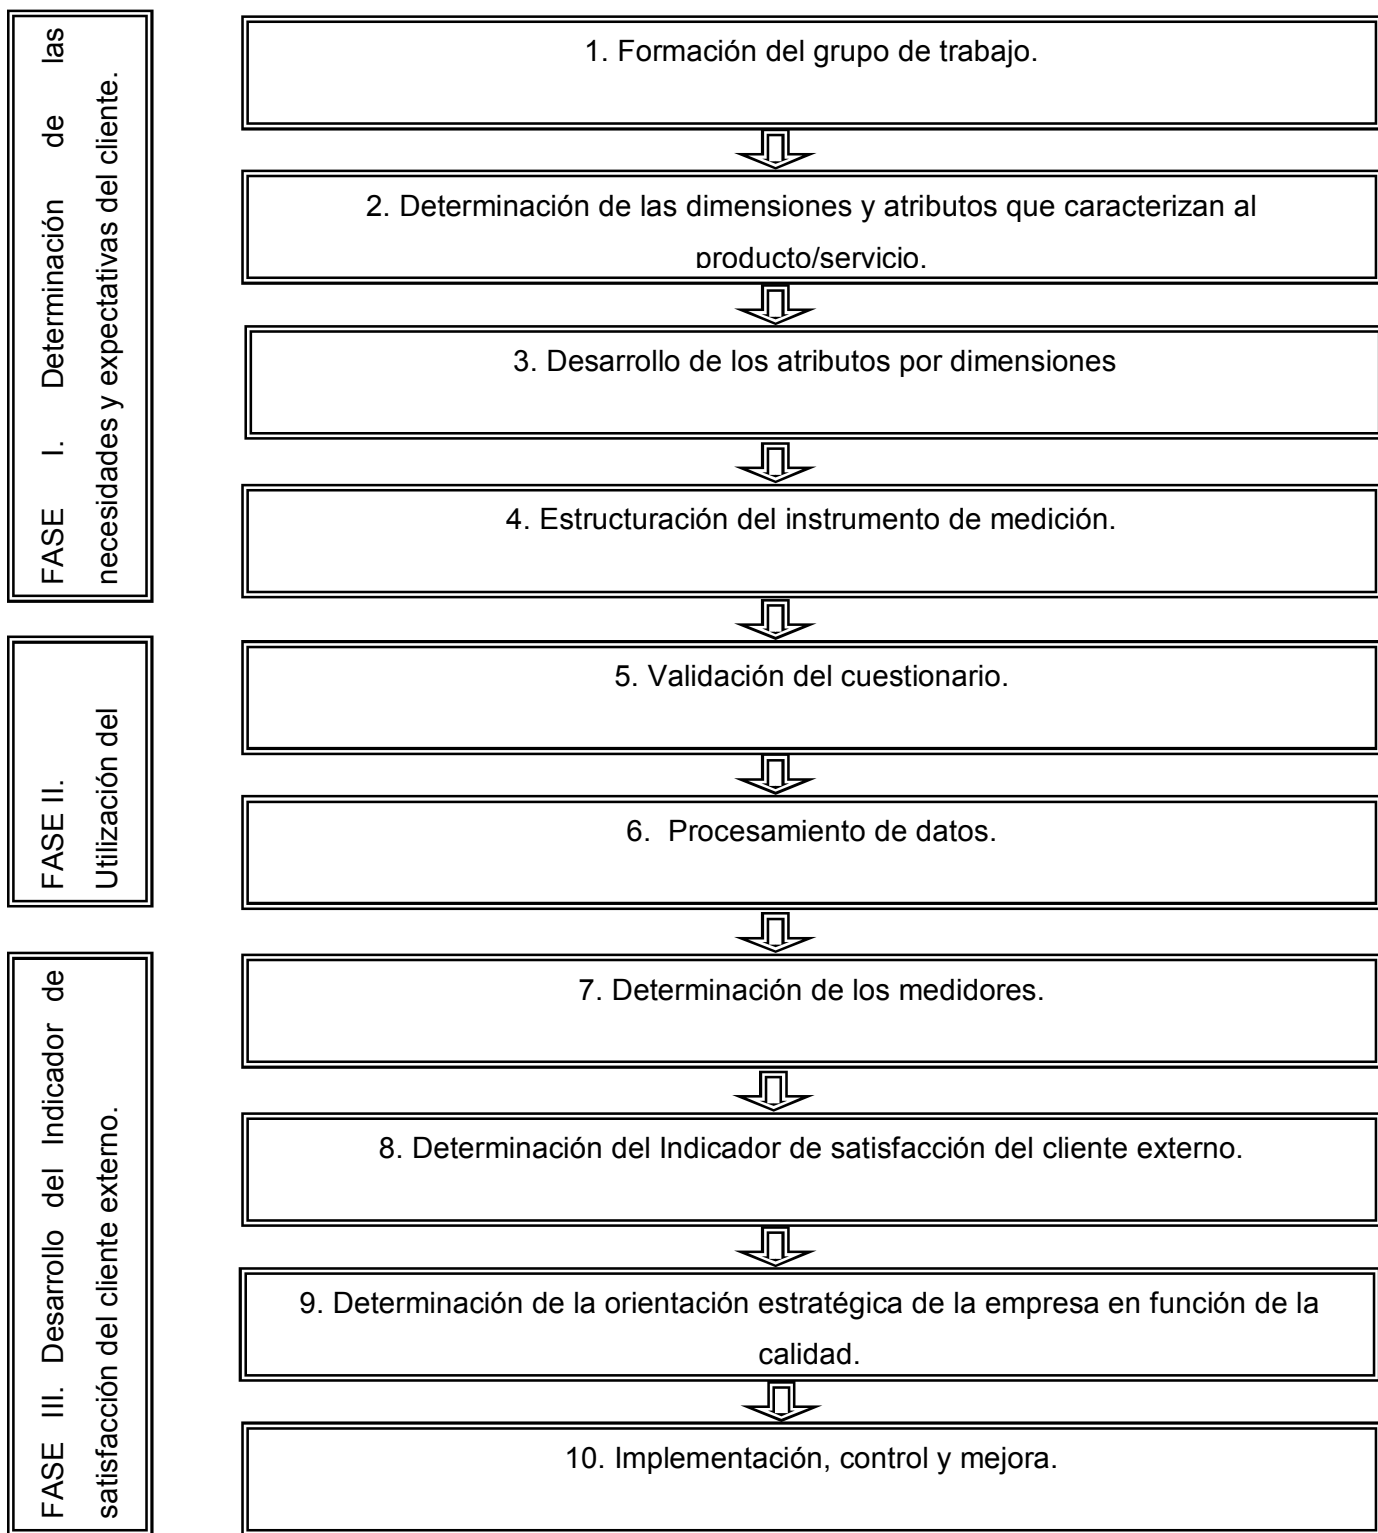 FASE I. Determinación de las
necesidades y expectativas del cliente.
1. Formación del grupo de trabajo.
2. Determinación de las dimensiones y atributos que caracterizan al
producto/servicio.
3. Desarrollo de los atributos por dimensiones
4. Estructuración del instrumento de medición.
FASE II.
Utilización del
5. Validación del cuestionario.
6. Procesamiento de datos.
FASE III. Desarrollo del Indicador de
satisfacción del cliente externo.
7. Determinación de los medidores.
8. Determinación del Indicador de satisfacción del cliente externo.
9. Determinación de la orientación estratégica de la empresa en función de la
calidad.
10. Implementación, control y mejora.